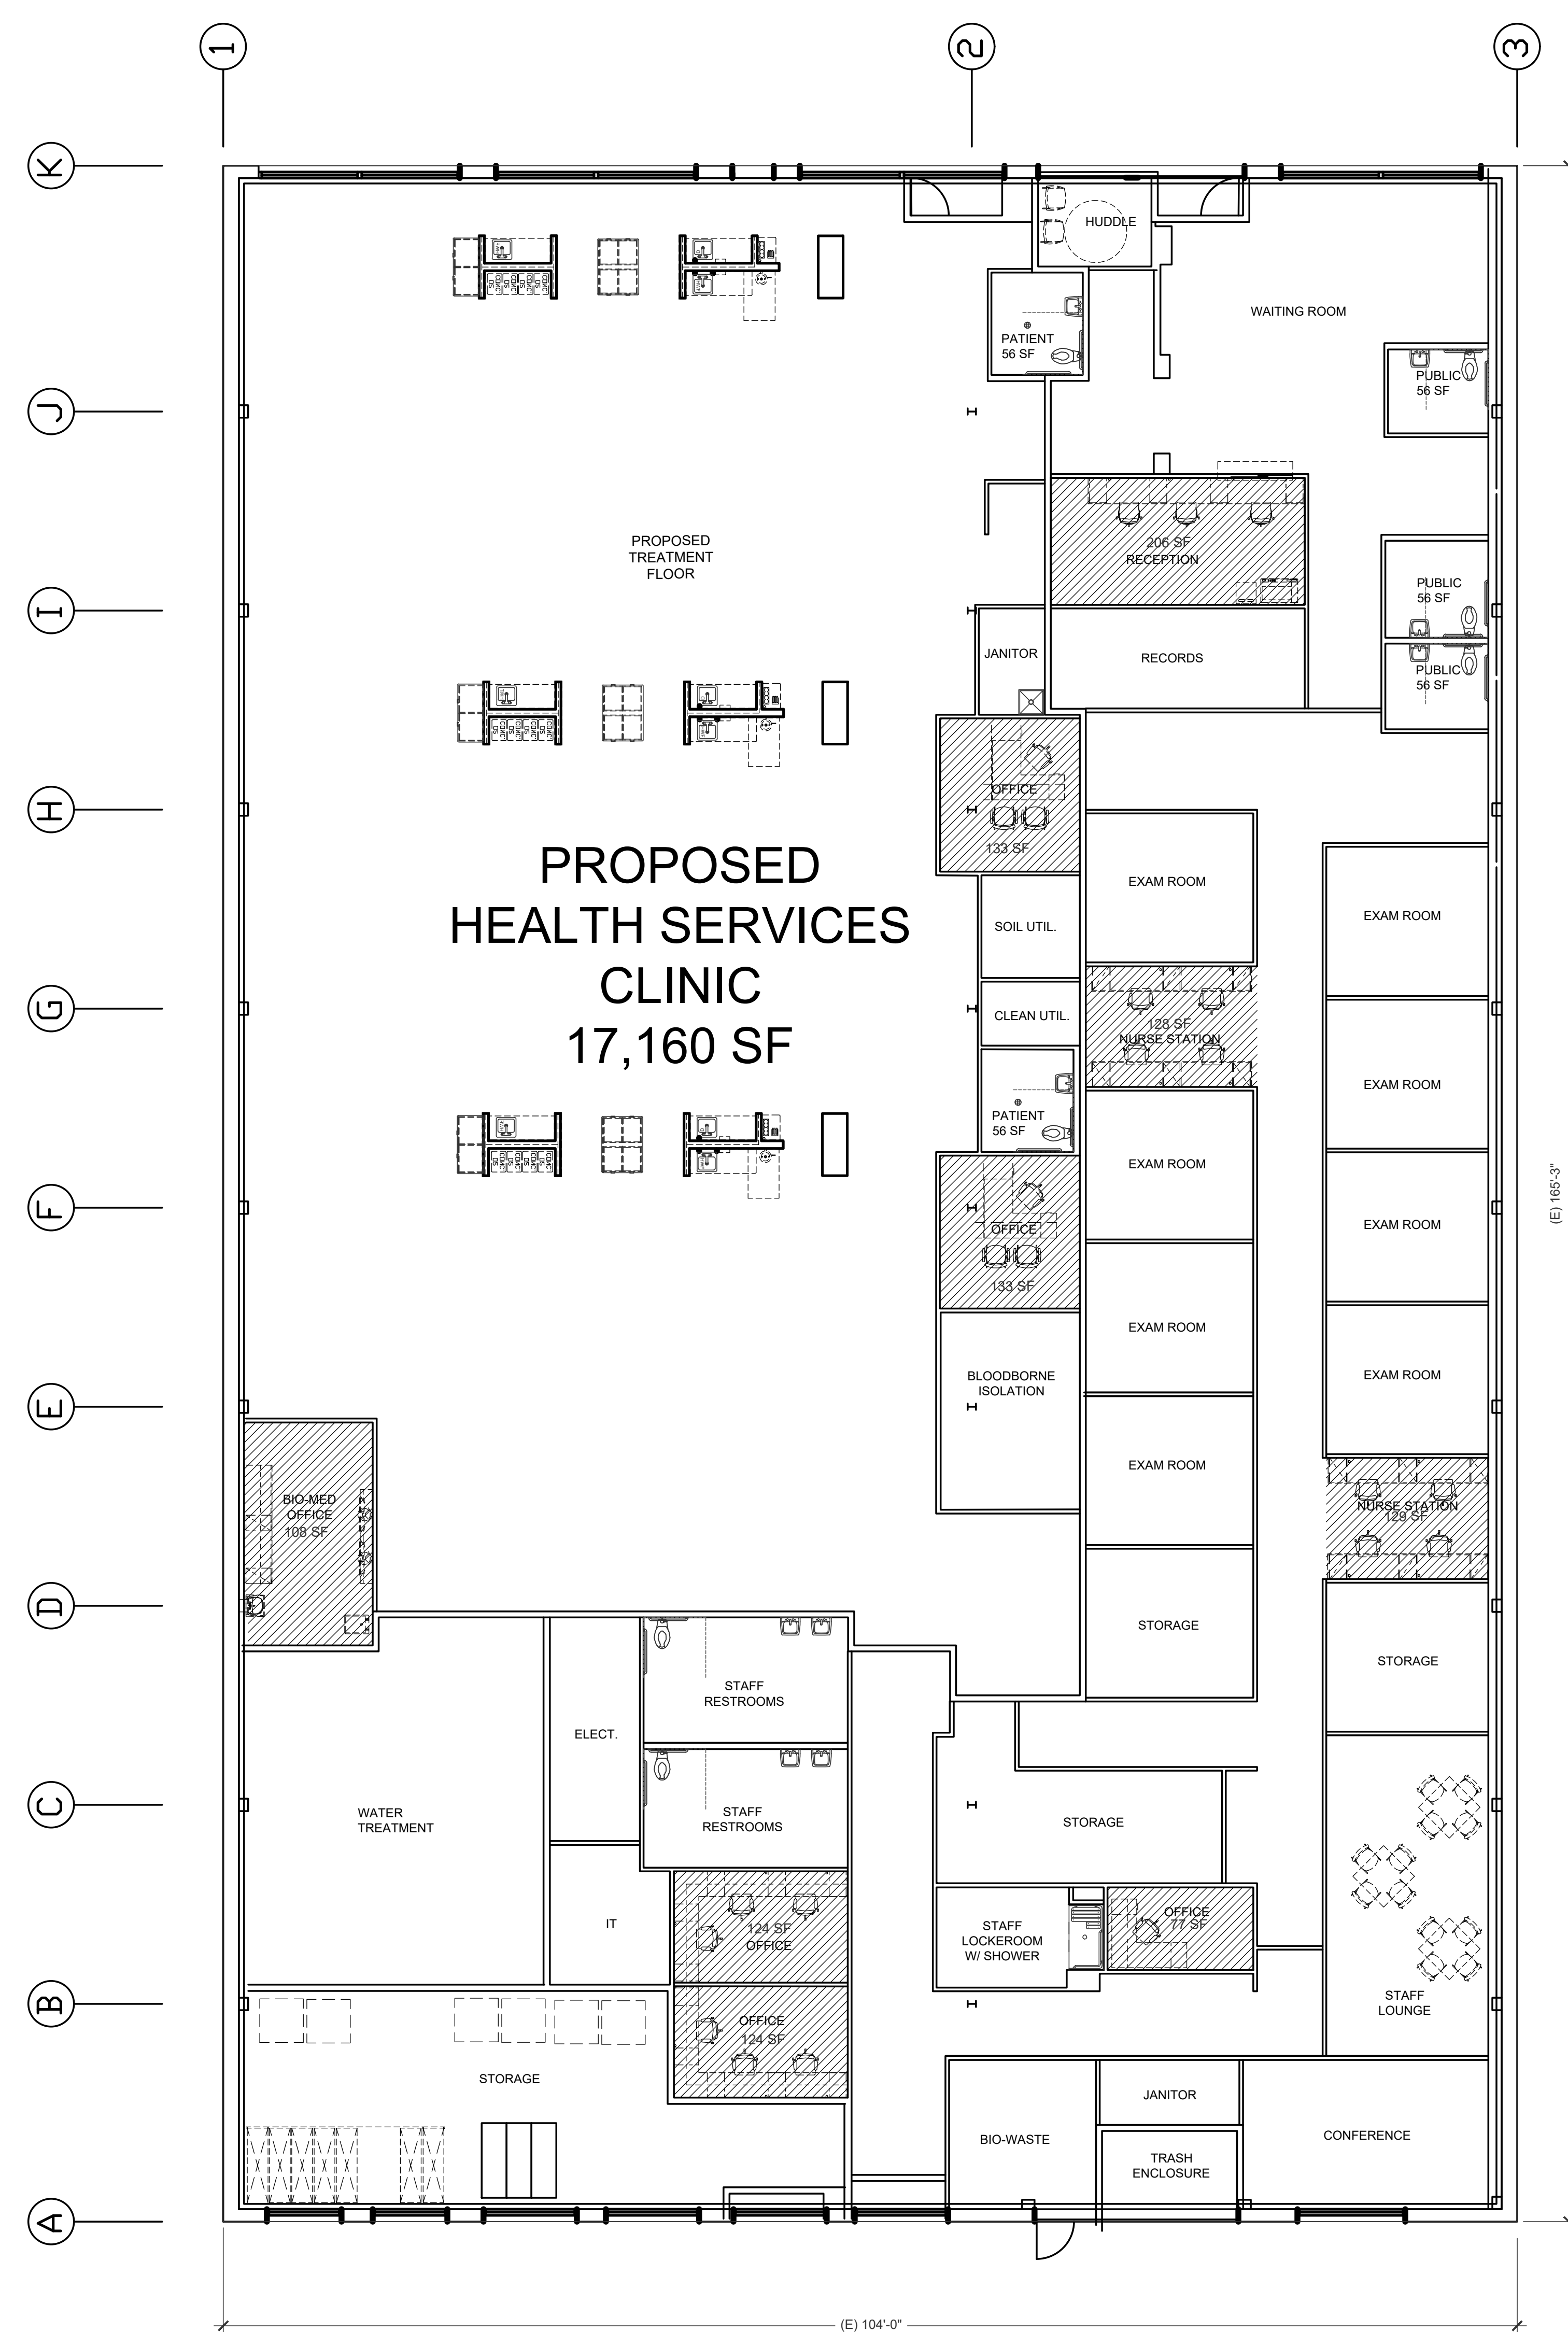 1
2
3
K
HUDDLE
WAITING ROOM
PATIENT
56 SF
PUBLIC
56 SF
J
206 SF
RECEPTION
PROPOSED
TREATMENT
FLOOR
PUBLIC
56 SF
I
JANITOR
RECORDS
PUBLIC
56 SF
OFFICE
133 SF
H
PROPOSED
HEALTH SERVICES
CLINIC
17,160 SF
EXAM ROOM
EXAM ROOM
SOIL UTIL.
G
CLEAN UTIL.
128 SF
NURSE STATION
EXAM ROOM
PATIENT
56 SF
EXAM ROOM
F
OFFICE
133 SF
EXAM ROOM
(E) 165'-3"
EXAM ROOM
BLOODBORNE
ISOLATION
EXAM ROOM
E
EXAM ROOM
BIO-MED
OFFICE
108 SF
NURSE STATION
129 SF
D
STORAGE
STORAGE
STAFF
RESTROOMS
ELECT.
C
WATER
TREATMENT
STAFF
RESTROOMS
STORAGE
IT
124 SF
OFFICE
STAFF
LOCKEROOM
W/ SHOWER
OFFICE
77 SF
B
OFFICE
124 SF
STAFF
LOUNGE
STORAGE
JANITOR
BIO-WASTE
CONFERENCE
TRASH
ENCLOSURE
A
(E) 104'-0"